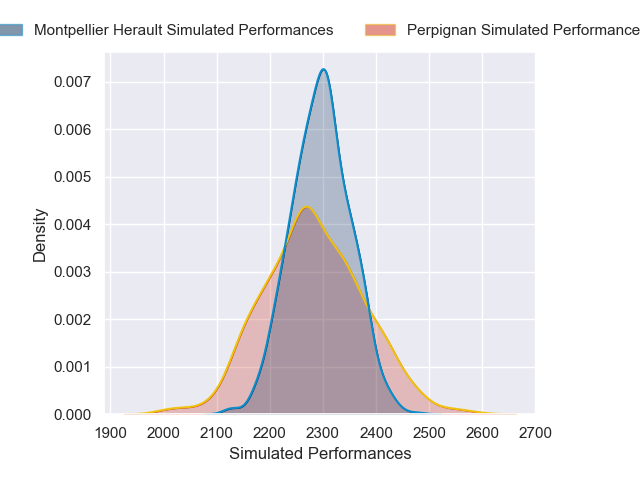 Montpellier Herault Simulated Performances
Perpignan Simulated Performance
0.007
0.006
0.005
0.004
0.003
0.002
0.001
0.000
Density
1900 2000 2100 2200 2300 2400 2500 2600 2700
Simulated Performances